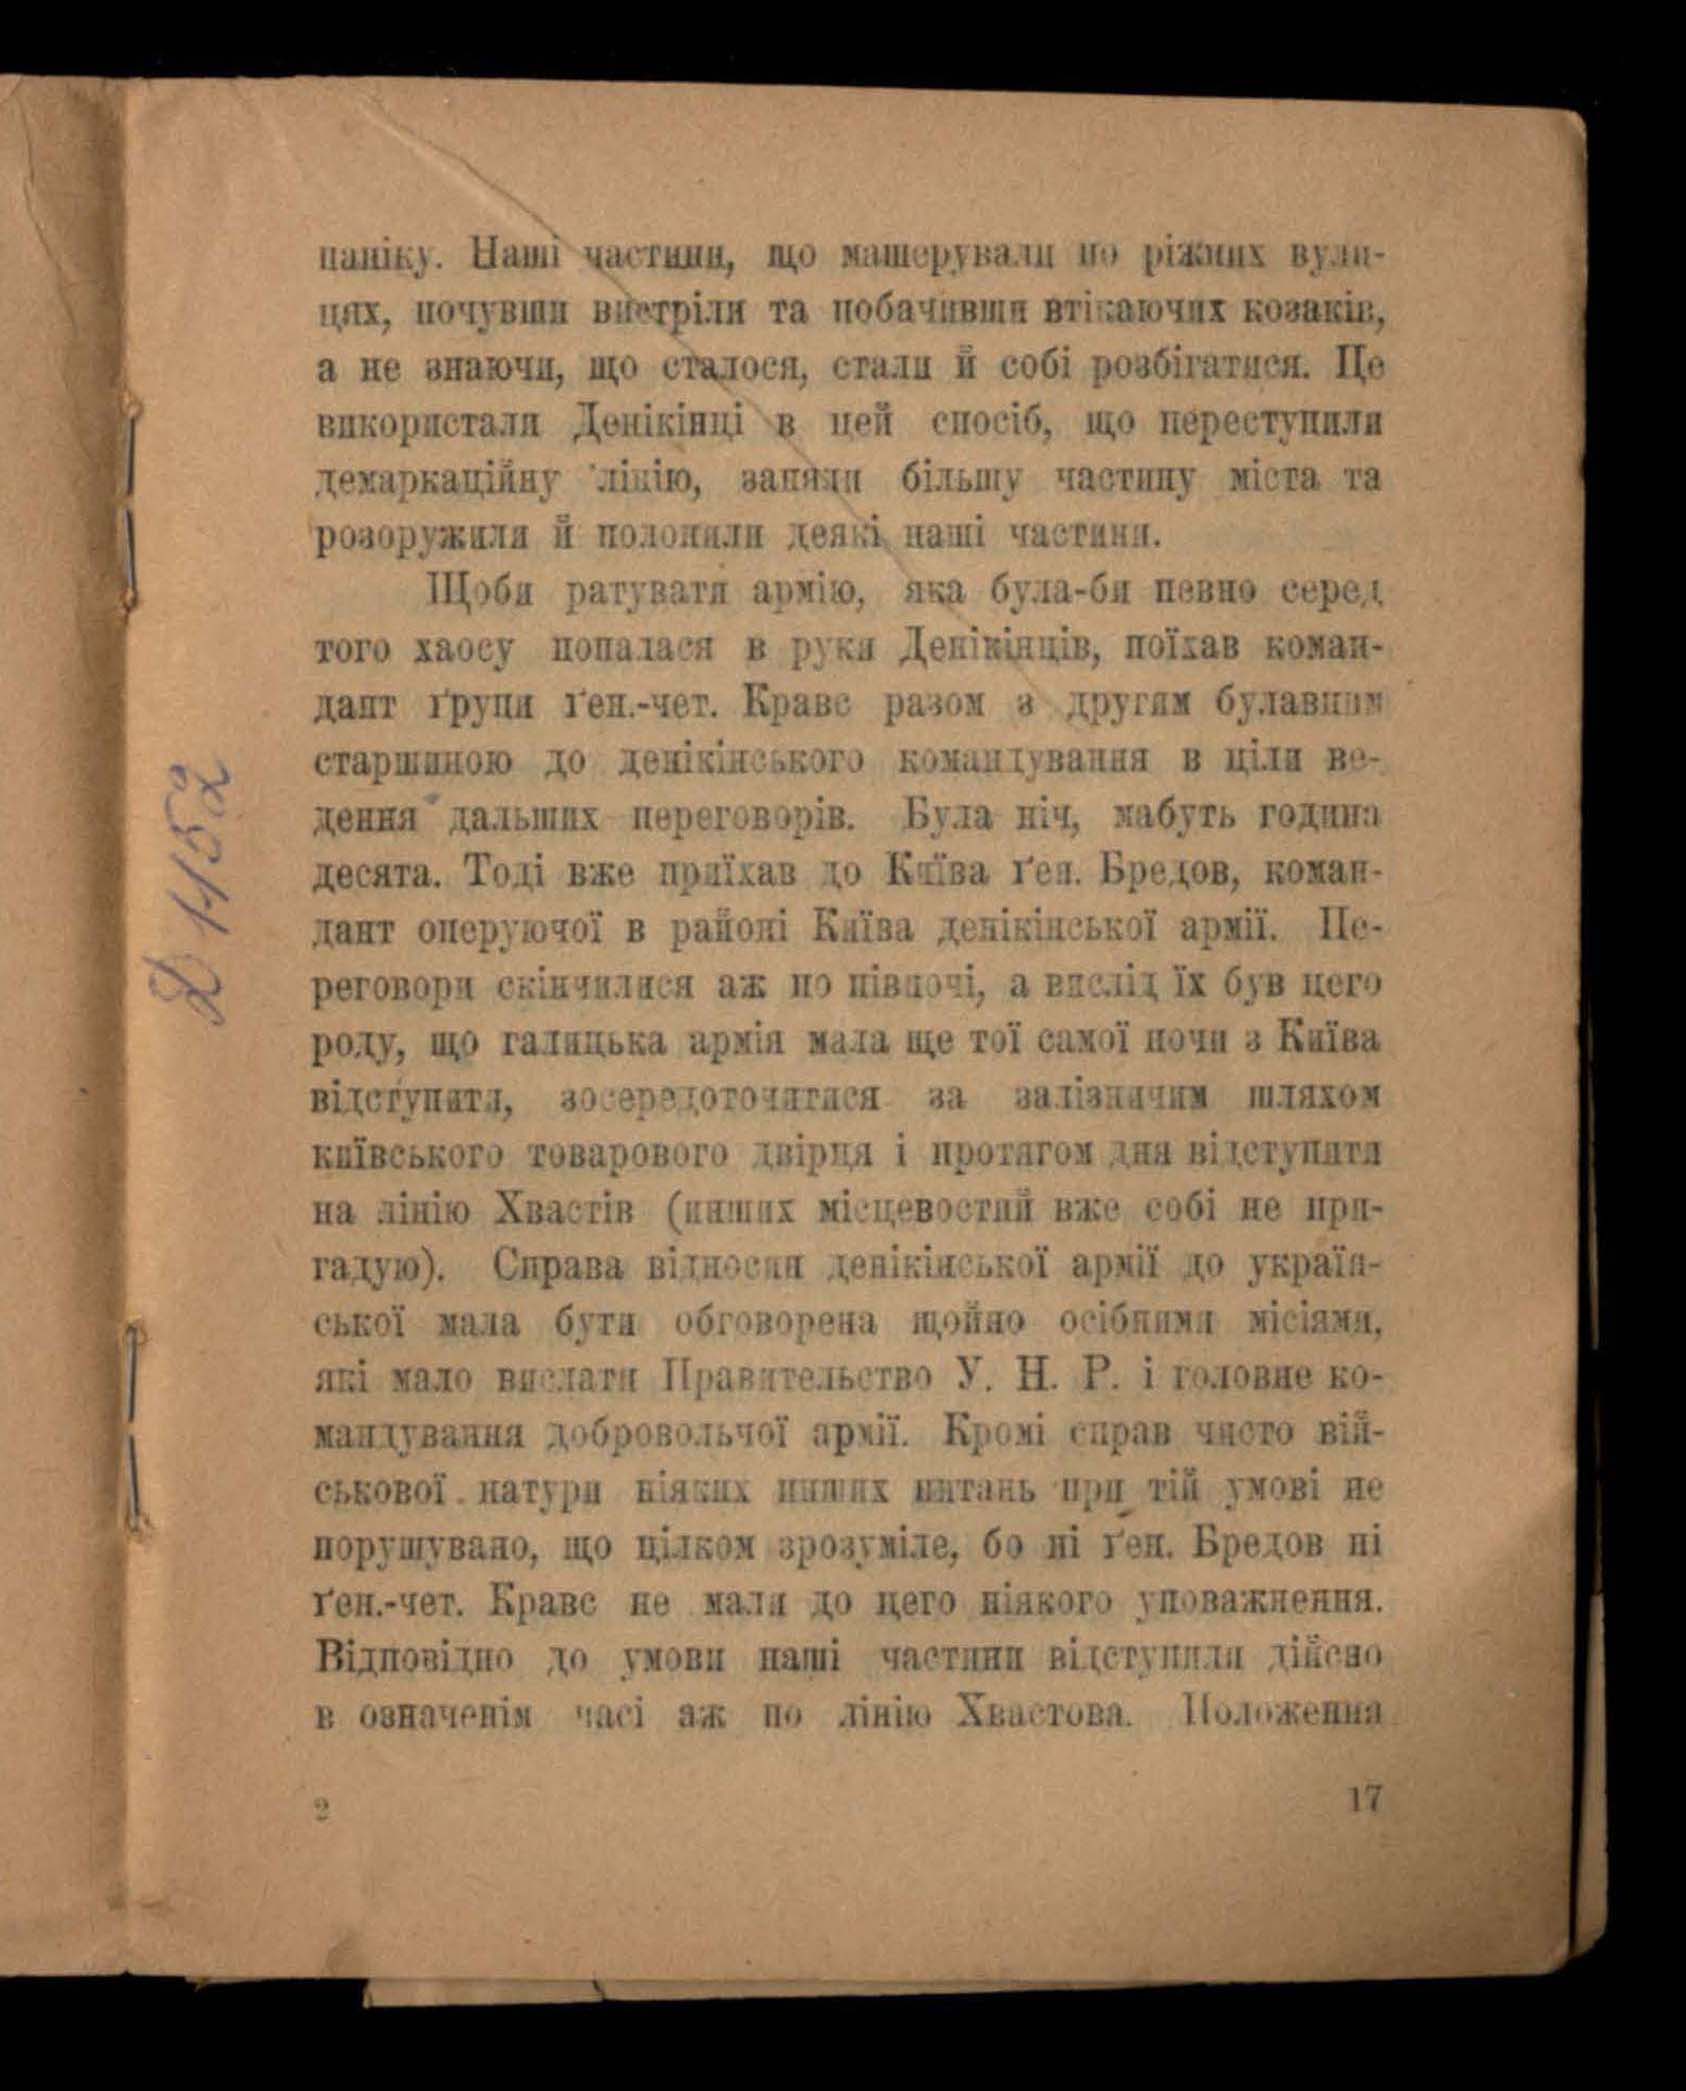 паніку. Наші частини, що машерували по ріжних вули-
цях, почувши вистріли та побачивши втікаючих козаків,
а не знаючи, що сталося, стали й собі розбігатися. Це
використали Денікінці в цей спосіб, що переступили
демаркаційну лінію, заняли більшу частину міста та
розоружили й полонили деякі наші частини.
Щоби ратувати армію, яка була-би певно серед
того хаосу попалася в руки Денікінців, поїхав коман-
дант ґрупи ґен.-чет. Кравс разом з другим булавним
старшиною до денікінського командування в ціли ве-
дення дальших переговорів. Була ніч, мабуть година
десята. Тоді вже приїхав до Київа ґен. Бредов, коман-
дант оперуючої в районі Київа денікінської армії. Пе-
реговори скінчилися аж по півночі, а вислід їх був цего
роду, що галицька армія мала ще тої самої ночи з Київа
відступити, зосередоточитися за залізничим шляхом
київського товарового двірця і протягом дня відступити
на лінію Хвастів (инших місцевостий вже собі не при-
гадую). Справа відносин денікінської армії до україн-
ської мала бути обговорена щойно осібними місіями,
які мало вислати Правительство У. Н. Р. і головне ко-
мандування добровольчої армії. Кромі справ чисто вій-
ськової натури ніяких инших питань при тій умові не
порушувано, що цілком зрозуміле, бо ні ґен. Бредов ні
ґен.-чет. Кравс не мали до цего ніякого уповажнення.
Відповідно до умови наші частини відступили дійсно
в означенім часі аж по лінію Хвастова. Положення
2 17
Д 1152